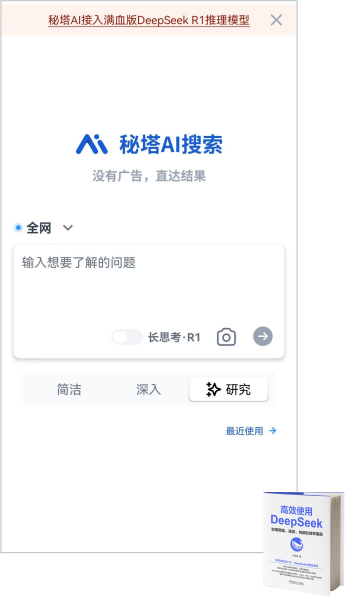 秘塔AI接入满血版DeepSeek R1推理模型
秘塔AI搜索
没有广告，直达结果
全网
输入想要了解的问题
长思考·R1
简洁
深入
研究
最近使用
高效使用
DeepSeek